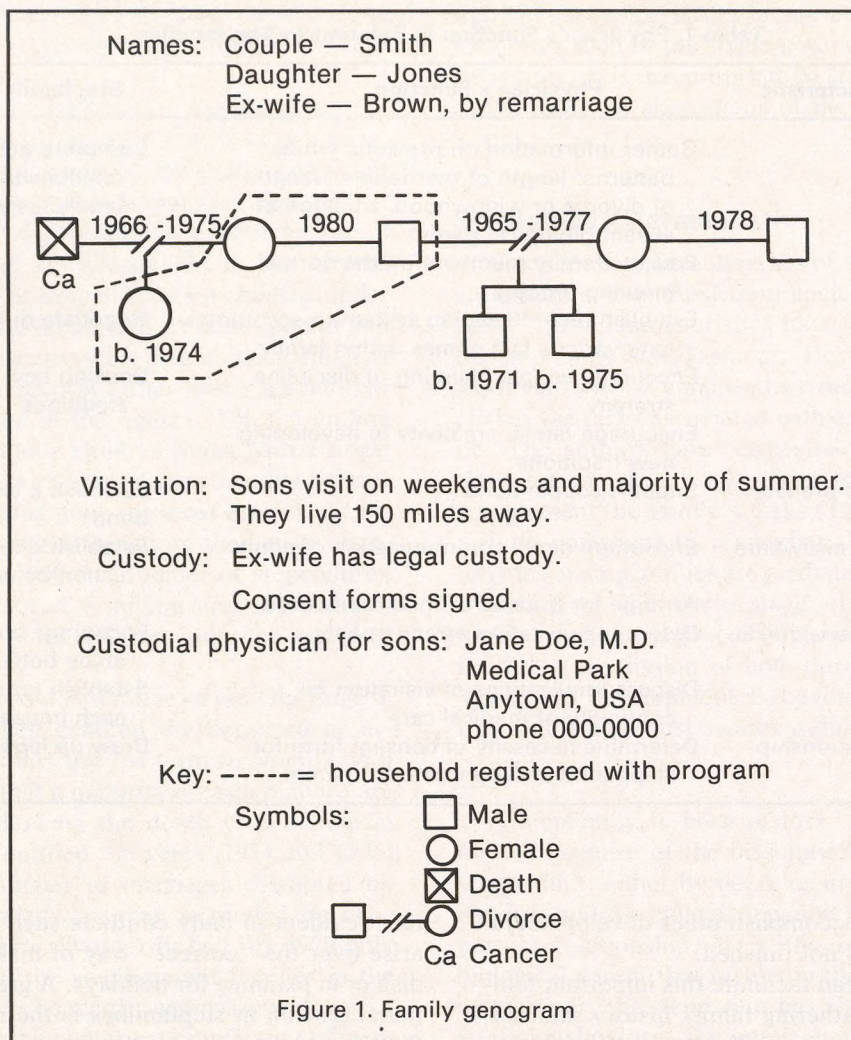 Names: Couple — Smith
Daughter — Jones
Ex-wife — Brown, by remarriage
1966 -1975 1980 1965 -1977 1978
Ca
b. 1974
b. 1971 b. 1975
Visitation: Sons visit on weekends and majority of summer.
They live 150 miles away.
Custody: Ex-wife has legal custody.
Consent forms signed.
Custodial physician for sons: Jane Doe, M.D.
Medical Park
Anytown, USA
phone 000-0000
Key: ----- = household registered with program
Symbols: Male
Female
Death
Divorce
Ca Cancer
Figure 1. Family genogram